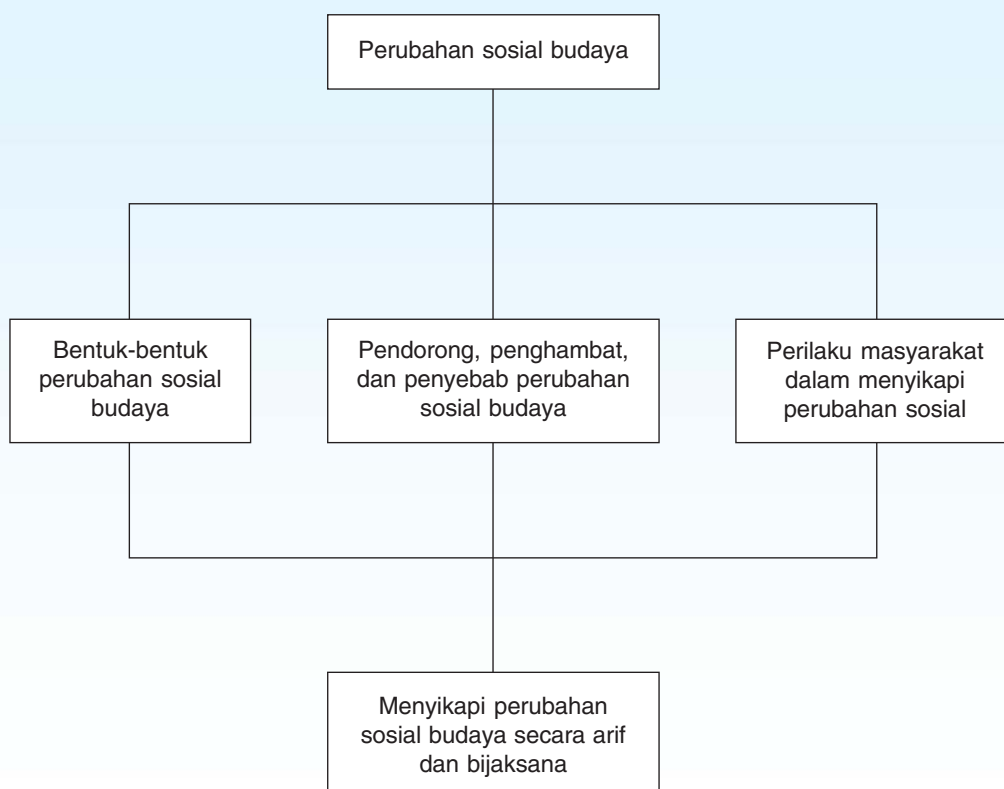 Perubahan sosial budaya
Bentuk-bentuk
perubahan sosial
budaya
Pendorong, penghambat,
dan penyebab perubahan
sosial budaya
Perilaku masyarakat
dalam menyikapi
perubahan sosial
Menyikapi perubahan
sosial budaya secara arif
dan bijaksana